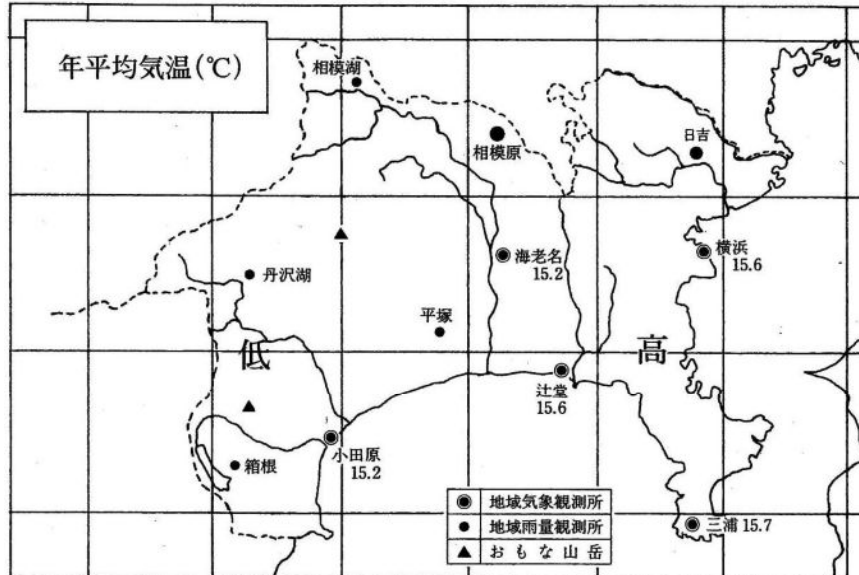 年平均気温(℃)
相模湖
相模原
日吉
海老名
15.2
横浜
15.6
丹沢湖
平塚
低
高
辻堂
15.6
小田原
15.2
箱根
三浦 15.7
◉ 地域気象観測所
● 地域雨量観測所
▲ おもな山岳